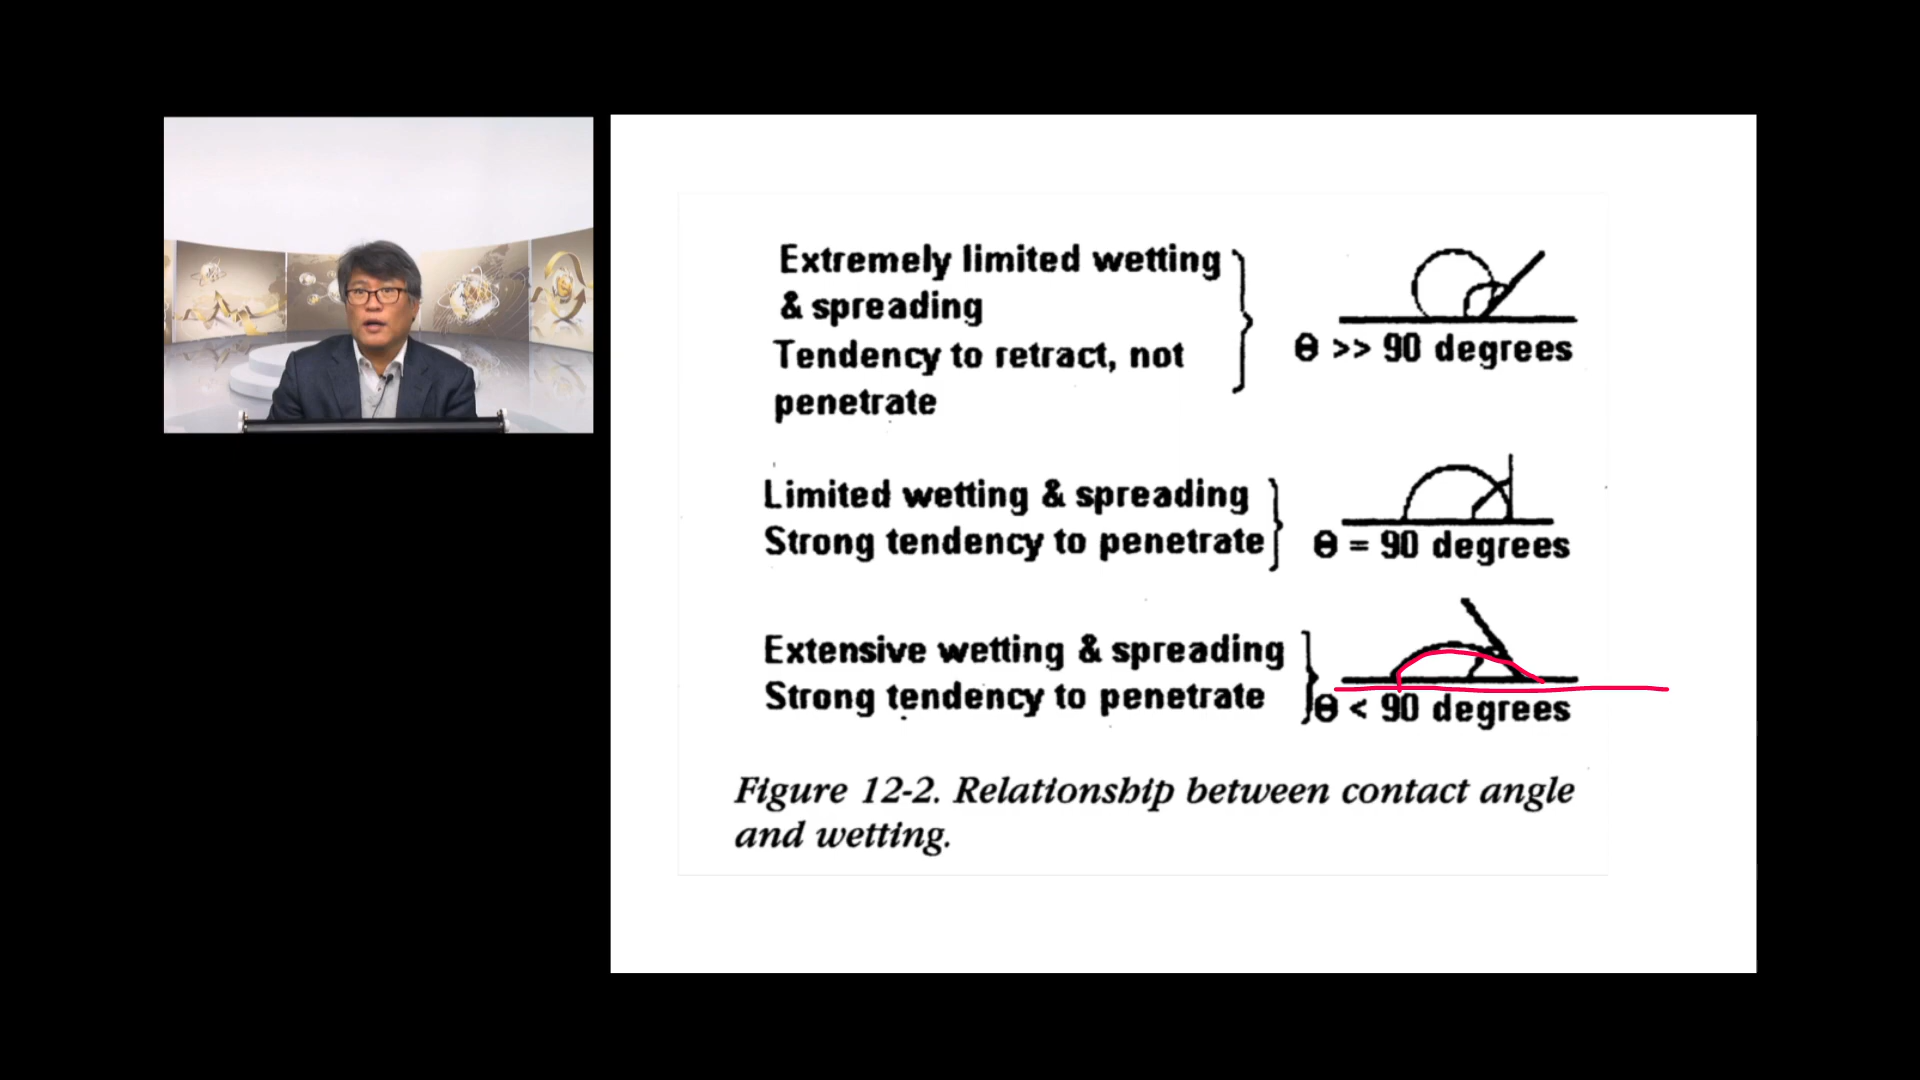 Extremely limited wetting
& spreading
Tendency to retract, not
penetrate
Θ >> 90 degrees
Limited wetting & spreading
Strong tendency to penetrate
Θ = 90 degrees
Extensive wetting & spreading
Strong tendency to penetrate
Θ < 90 degrees
Figure 12-2. Relationship between contact angle
and wetting.